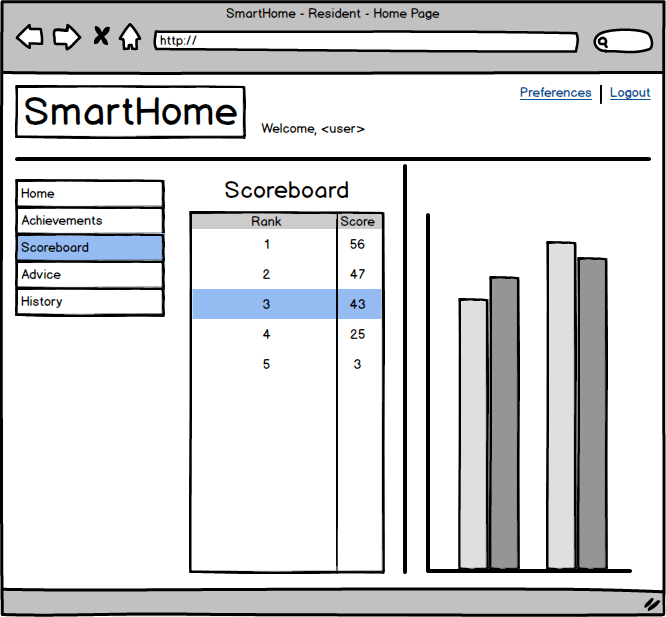 SmartHome - Resident - Home Page
http://
SmartHome
Welcome, <user>
Preferences
Logout
Home
Achievements
Scoreboard
Advice
History
Scoreboard
Rank Score
1 56
2 47
3 43
4 25
5 3